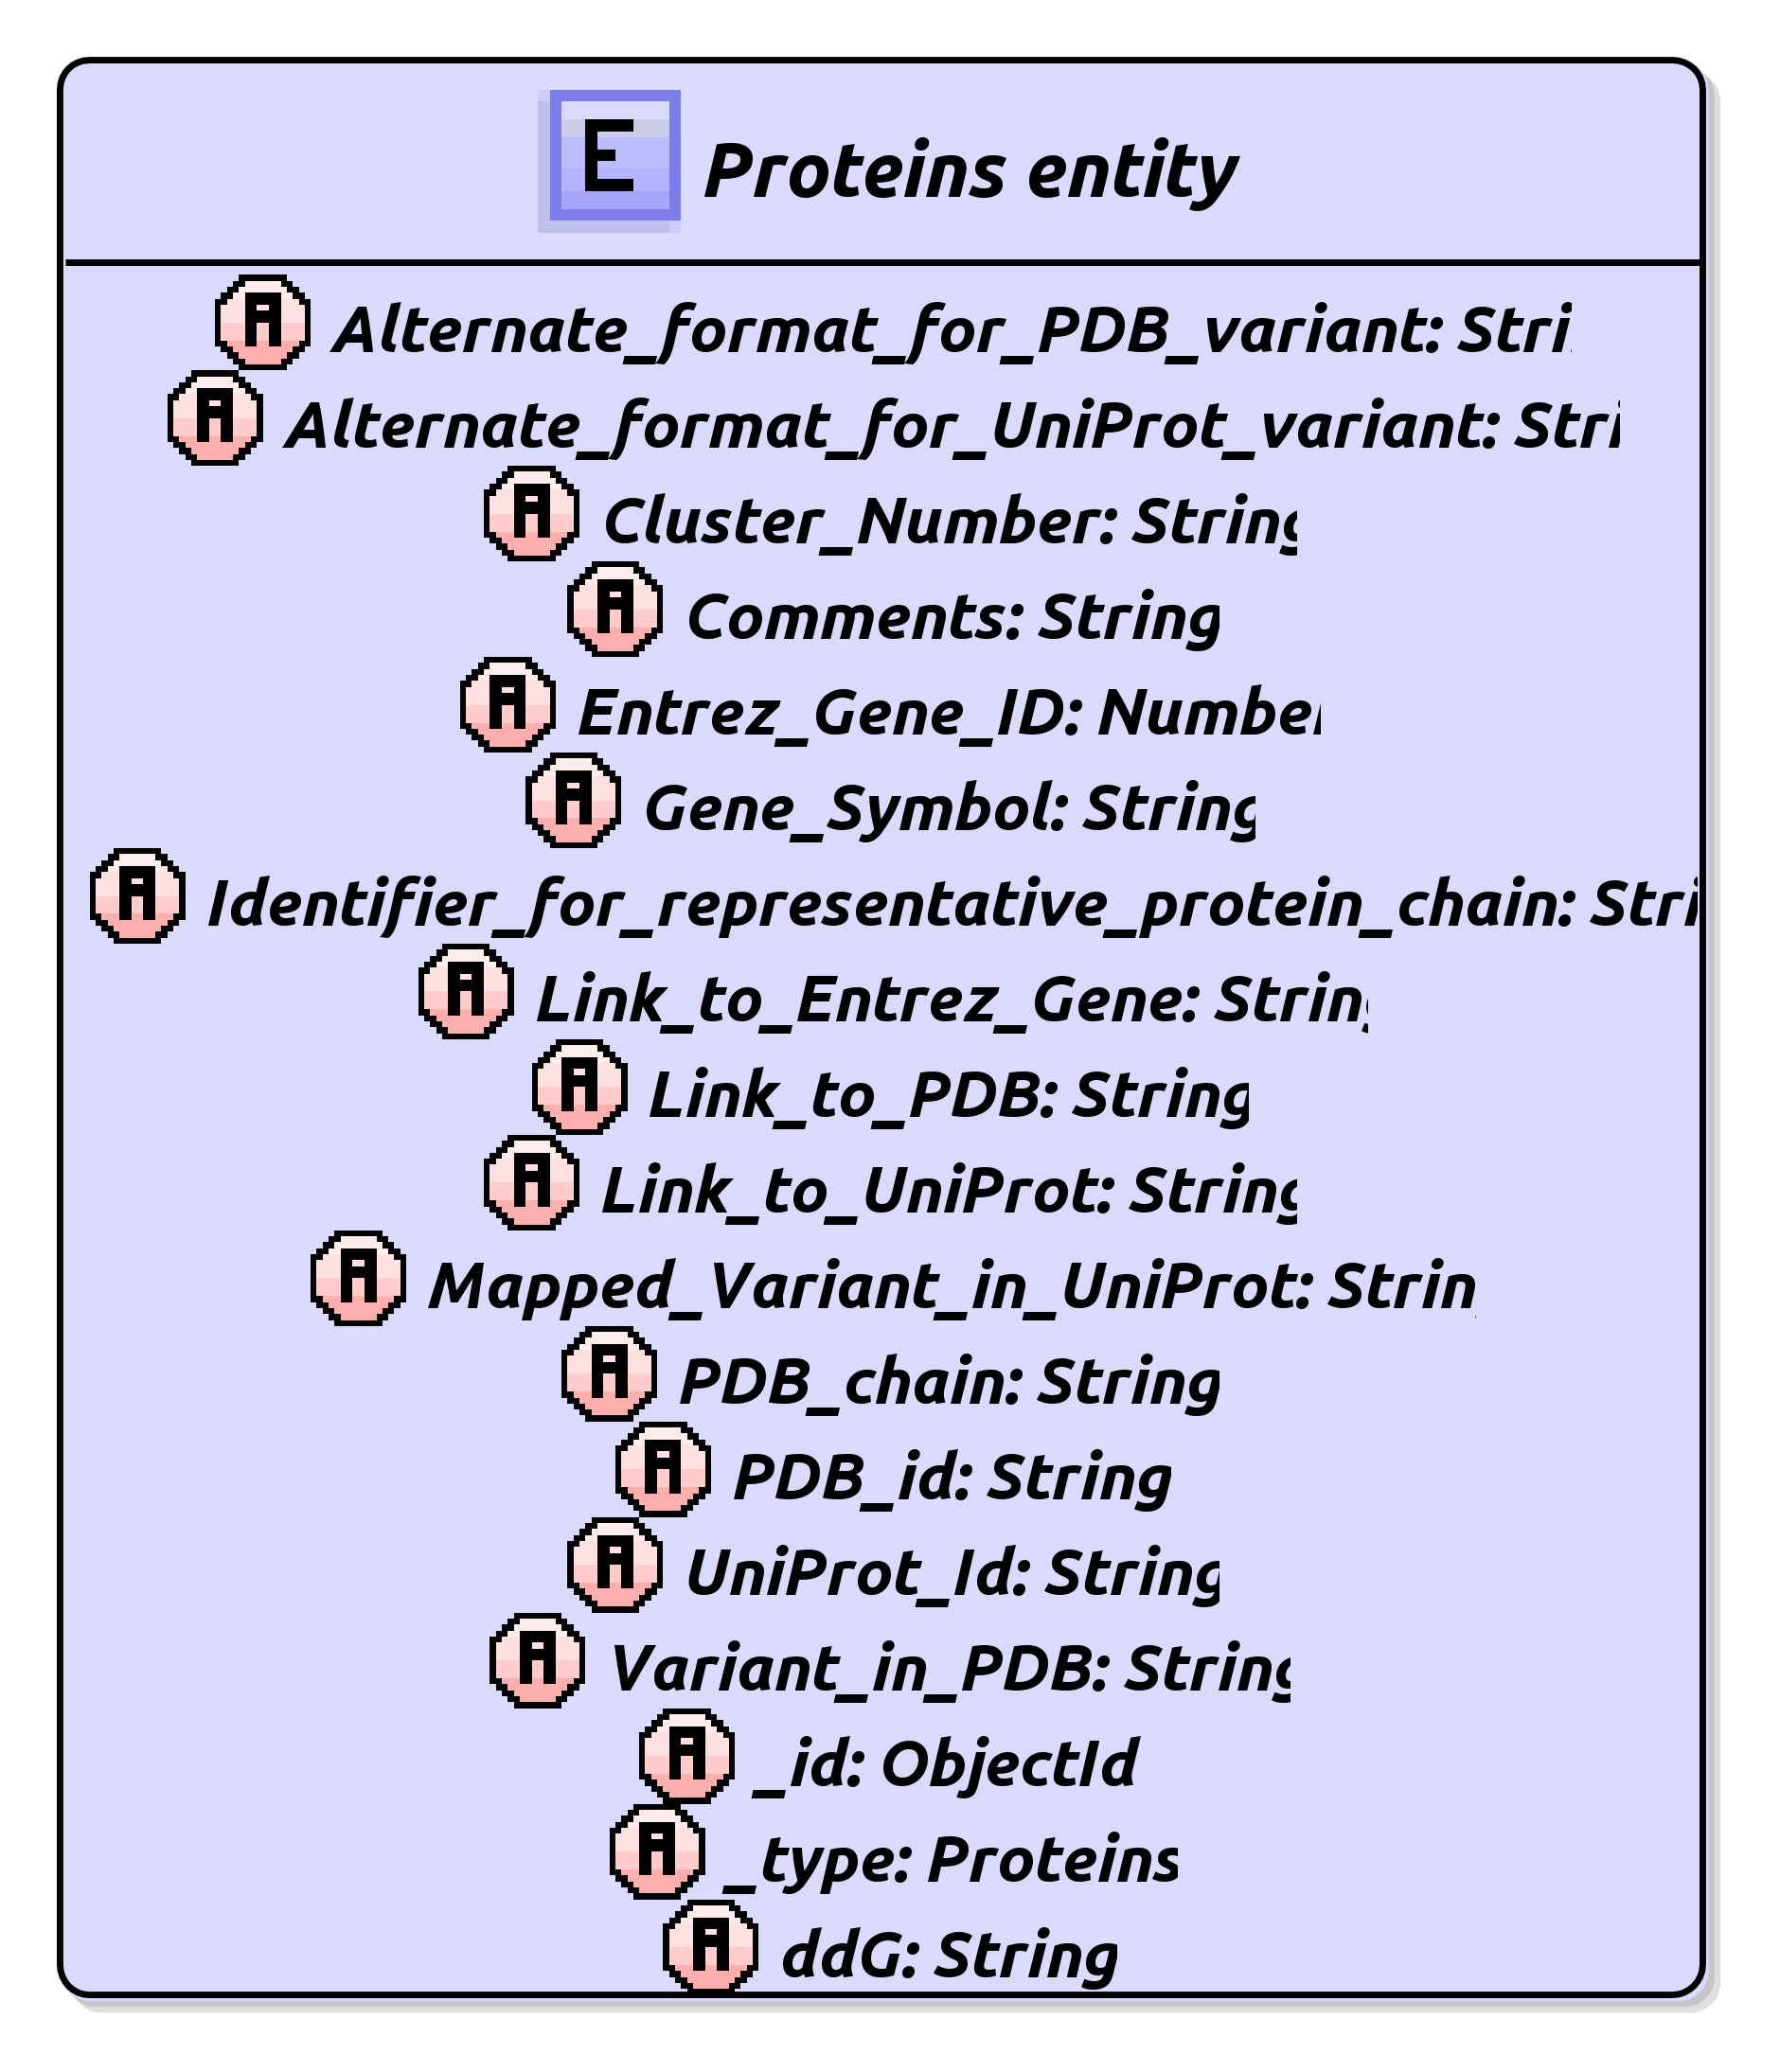 E Proteins entity
A Alternate_format_for_PDB_variant: Stri
A Alternate_format_for_UniProt_variant: Stri
A Cluster_Number: String
A Comments: String
A Entrez_Gene_ID: Number
A Gene_Symbol: String
A Identifier_for_representative_protein_chain: Stri
A Link_to_Entrez_Gene: String
A Link_to_PDB: String
A Link_to_UniProt: String
A Mapped_Variant_in_UniProt: Strin
A PDB_chain: String
A PDB_id: String
A UniProt_Id: String
A Variant_in_PDB: String
A _id: ObjectId
A _type: Proteins
A ddG: String